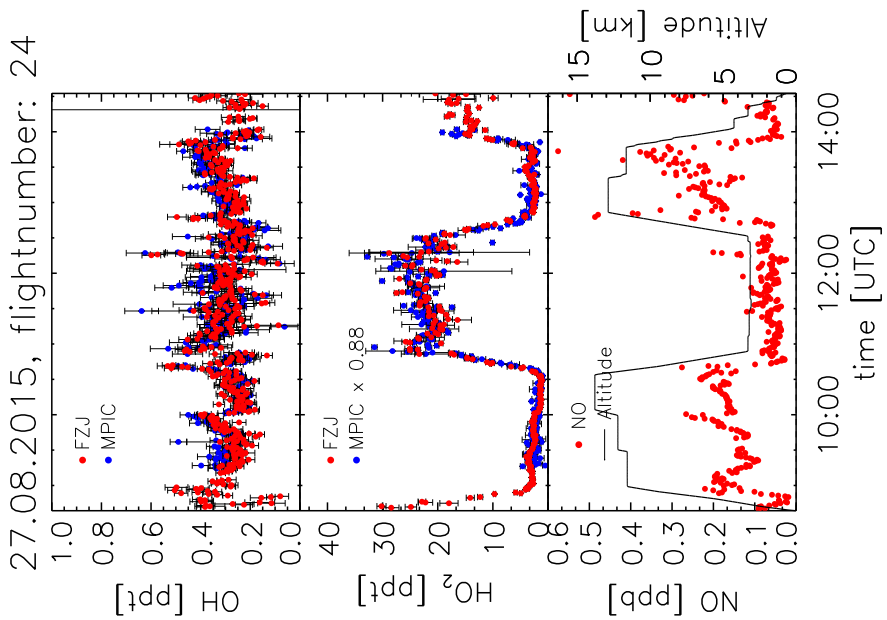 27.08.2015, flightnumber: 24
OH [ppt]
1.0
0.8
0.6
0.4
0.2
0.0
FZJ
MPIC
HO2 [ppt]
40
30
20
10
0
FZJ
MPIC x 0.88
NO [ppb]
0.6
0.5
0.4
0.3
0.2
0.1
0.0
NO
Altitude
Altitude [km]
15
10
5
0
10:00
12:00
14:00
time [UTC]